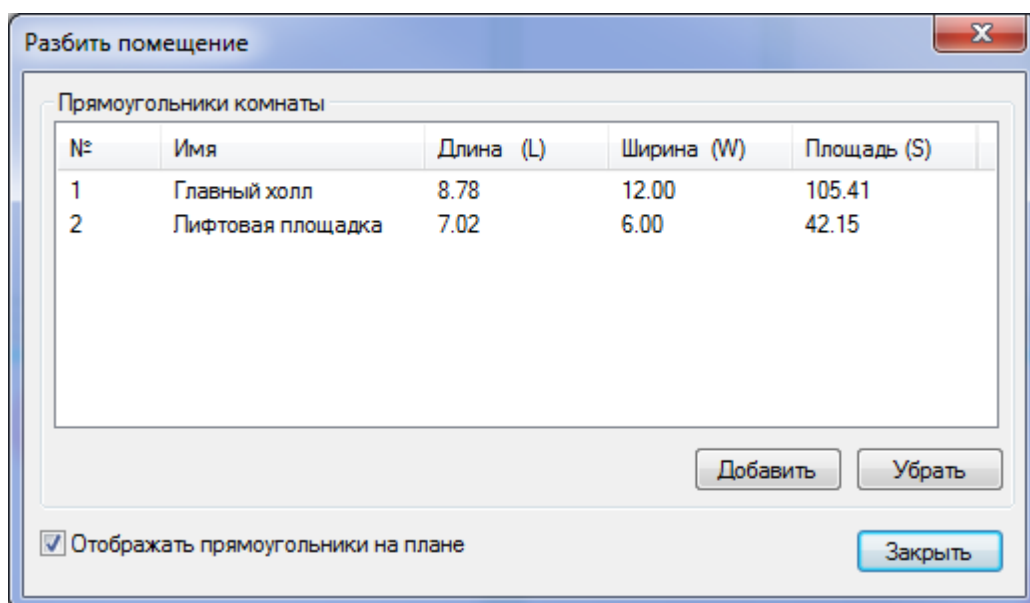 Разбить помещение
Прямоугольники комнаты
№ Имя Длина (L) Ширина (W) Площадь (S)
1 Главный холл 8.78 12.00 105.41
2 Лифтовая площадка 7.02 6.00 42.15
Добавить Убрать
Отображать прямоугольники на плане
Закрыть